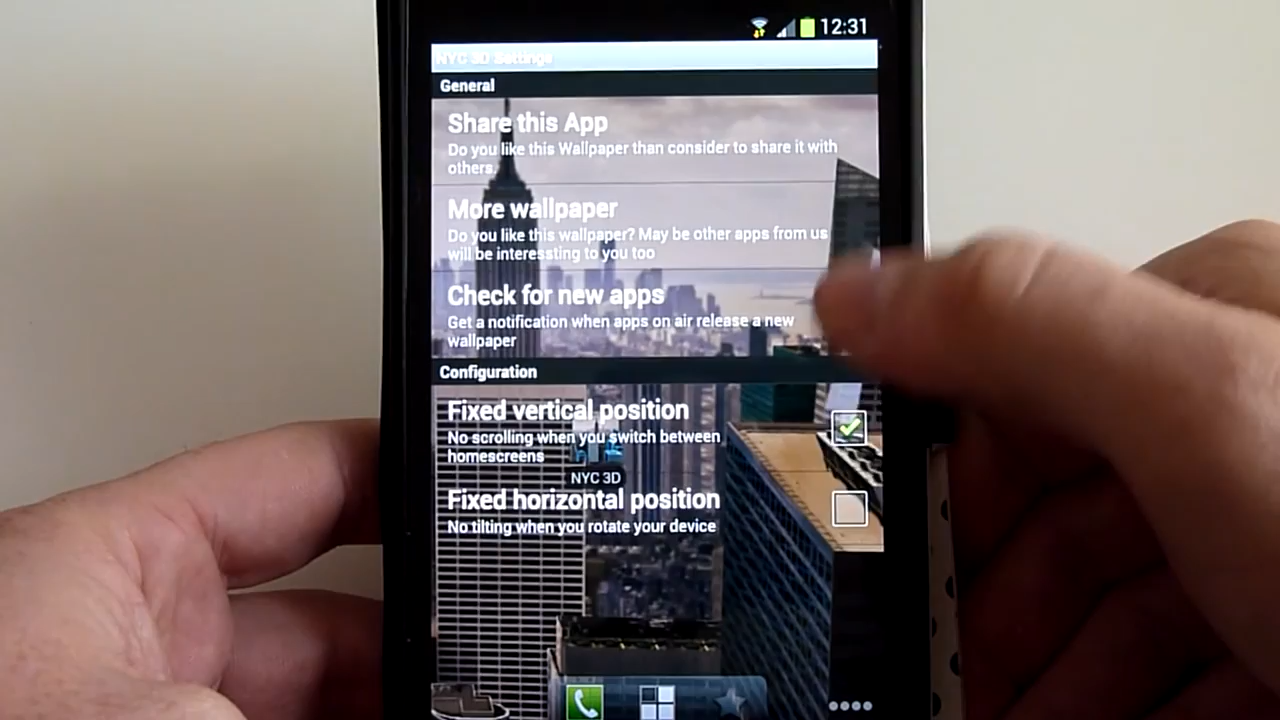 12:31
NYC 3D Settings
General
Share this App
Do you like this Wallpaper than consider to share it with
others.
More wallpaper
Do you like this wallpaper? May be other apps from us
will be interessting to you too
Check for new apps
Get a notification when apps on air release a new
wallpaper
Configuration
Fixed vertical position
No scrolling when you switch between
homescreens
NYC 3D
Fixed horizontal position
No tilting when you rotate your device